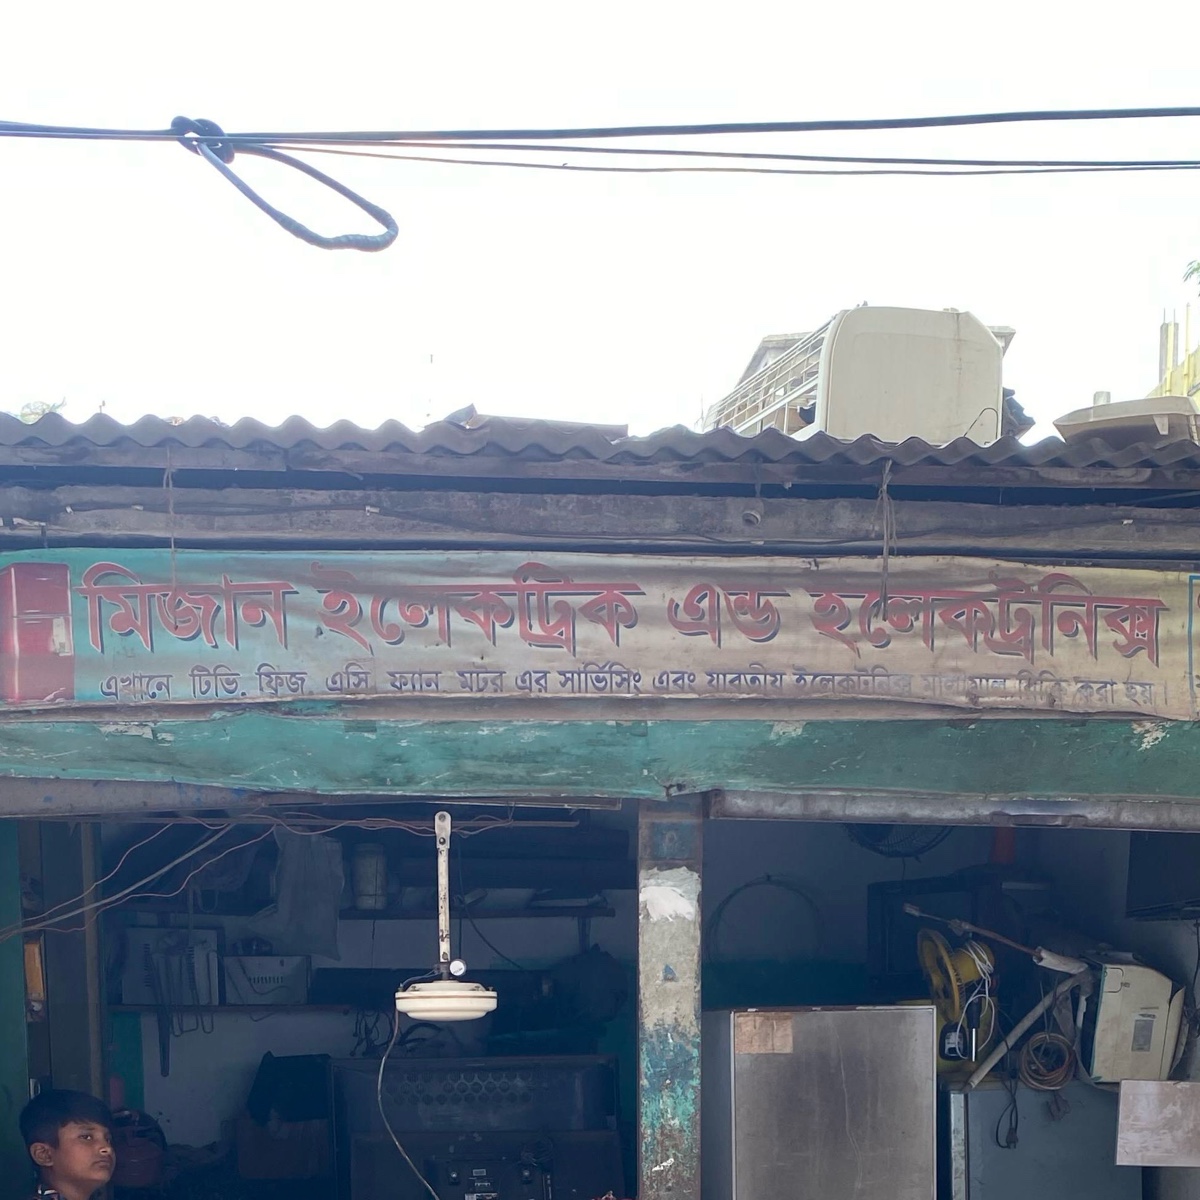 মিজান ইলেকট্রিক এন্ড ইলেকট্রনিক্স
এখানে টিভি. ফ্রিজ এসি ফ্যান মটর এর সার্ভিসিং এবং যাবতীয় ইলেকট্রনিক্স মালামাল বিক্রি করা হয়।